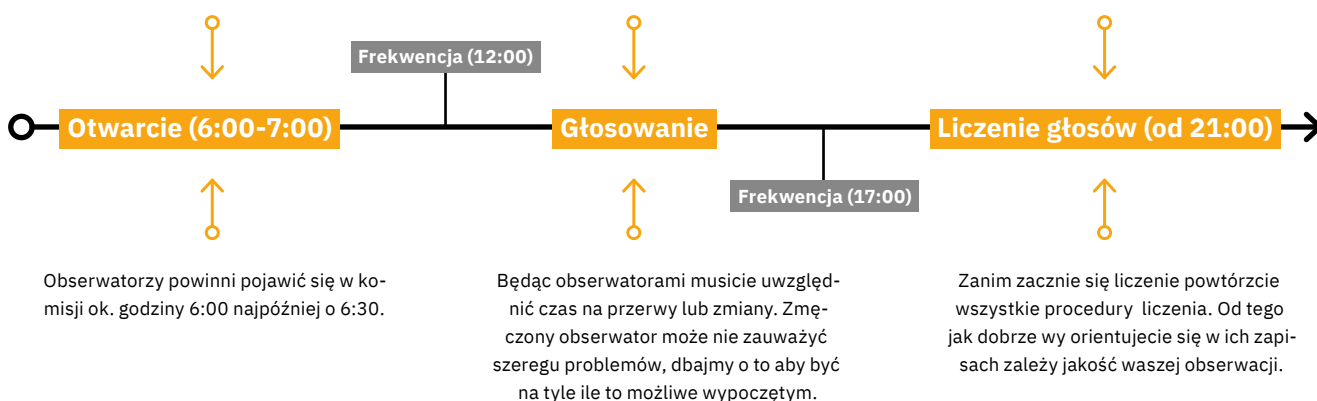 Frekwencja (12:00)
Otwarcie (6:00-7:00)
Głosowanie
Liczenie głosów (od 21:00)
Frekwencja (17:00)
Obserwatorzy powinni pojawić się w ko-
misji ok. godziny 6:00 najpóźniej o 6:30.
Będąc obserwatorami musicie uwzględ-
nić czas na przerwy lub zmiany. Zmę-
czony obserwator może nie zauważyć
szeregu problemów, dbajmy o to aby być
na tyle ile to możliwe wypoczętym.
Zanim zacznie się liczenie powtórzcie
wszystkie procedury liczenia. Od tego
jak dobrze wy orientujecie się w ich zapi-
sach zależy jakość waszej obserwacji.